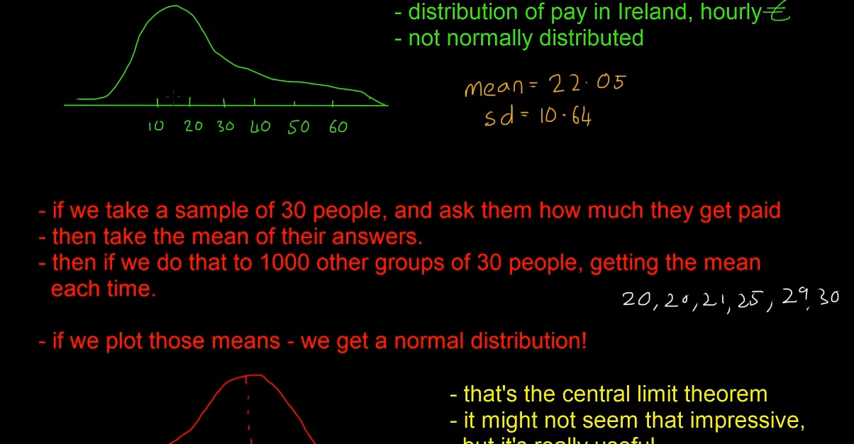 - distribution of pay in Ireland, hourly €
- not normally distributed
mean = 22.05
sd = 10.64
10 20 30 40 50 60
- if we take a sample of 30 people, and ask them how much they get paid
- then take the mean of their answers.
- then if we do that to 1000 other groups of 30 people, getting the mean
each time.
20, 20, 21, 25, 29, 30
- if we plot those means - we get a normal distribution!
- that's the central limit theorem
- it might not seem that impressive,
but it's really useful